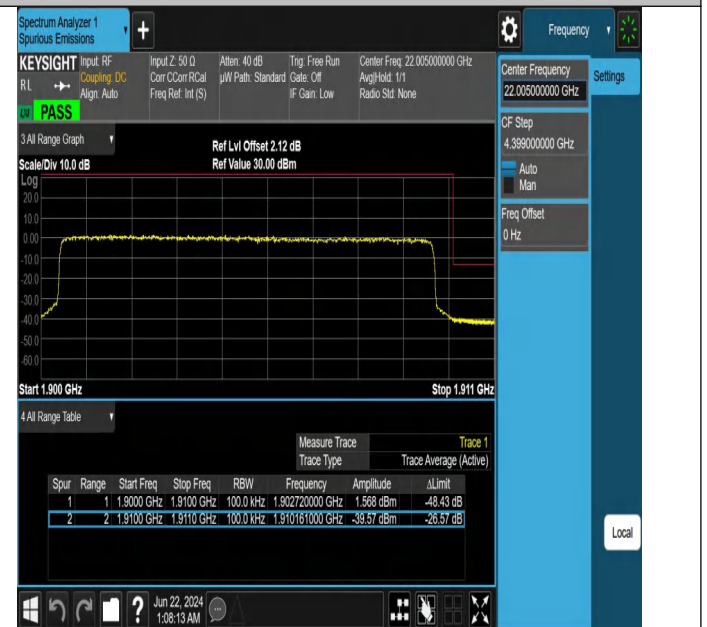 Spectrum Analyzer 1
Spurious Emissions
+
Frequency
KEYSIGHT Input: RF Input Z: 50 Ω Atten: 40 dB Trig: Free Run Center Freq: 22.005000000 GHz
Coupling: DC Corr CCorr RCal µW Path: Standard Gate: Off Avg|Hold: 1/1
RL Align: Auto Freq Ref: Int (S) IF Gain: Low Radio Std: None
PASS
Center Frequency
22.005000000 GHz
Settings
CF Step
4.399000000 GHz
Auto
Man
Freq Offset
0 Hz
3 All Range Graph
Ref Lvl Offset 2.12 dB
Scale/Div 10.0 dB Ref Value 30.00 dBm
Log
20.0
10.0
0.00
-10.0
-20.0
-30.0
-40.0
-50.0
-60.0
Start 1.900 GHz Stop 1.911 GHz
4 All Range Table
Measure Trace Trace 1
Trace Type Trace Average (Active)
Spur Range Start Freq Stop Freq RBW Frequency Amplitude ΔLimit
1 1 1.9000 GHz 1.9100 GHz 100.0 kHz 1.902720000 GHz 1.568 dBm -48.43 dB
2 2 1.9100 GHz 1.9110 GHz 100.0 kHz 1.910161000 GHz -39.57 dBm -26.57 dB
Local
?
Jun 22, 2024
1:08:13 AM